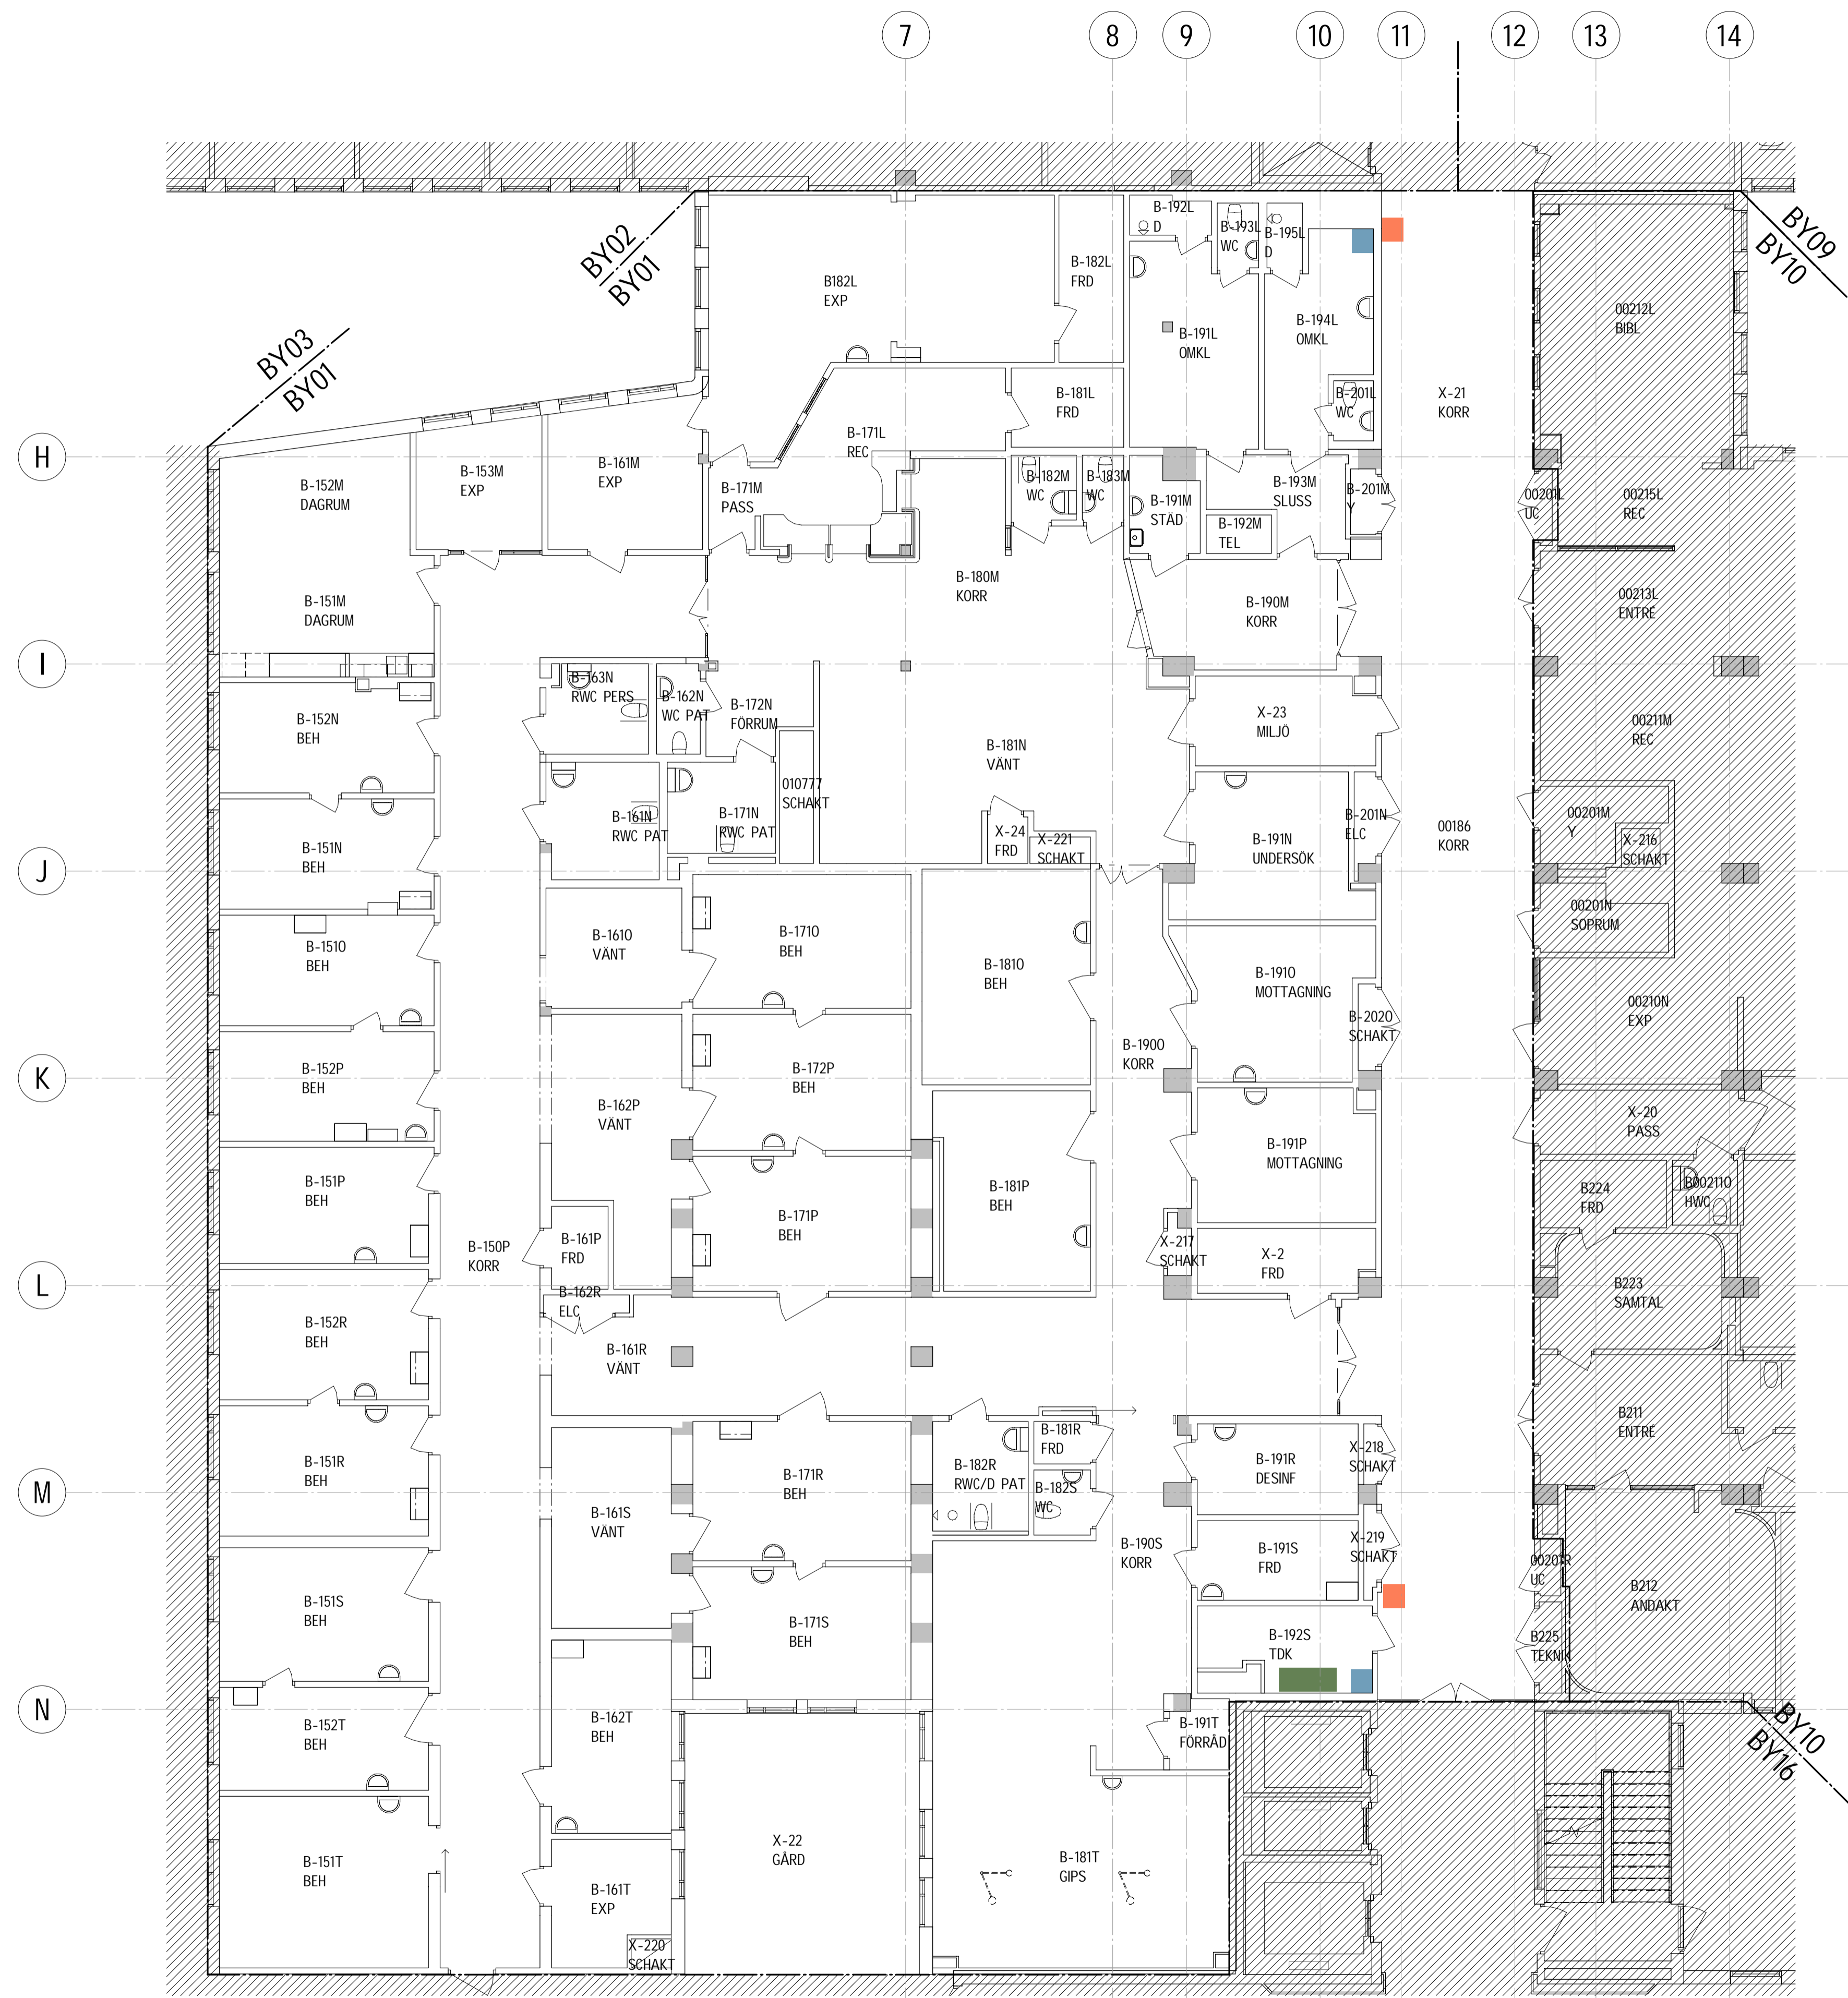 7
8
9
10
11
12
13
14
H
I
J
K
L
M
N
BY02
BY01
BY03
BY01
BY09
BY10
BY10
BY16
B-192L
D
B-193L
WC
B-195L
D
B182L
EXP
B-182L
FRD
B-191L
OMKL
B-194L
OMKL
00212L
BIBL
B-181L
FRD
B-201L
WC
X-21
KORR
B-171L
REC
B-153M
EXP
B-161M
EXP
B-152M
DAGRUM
B-171M
PASS
B-182M
WC
B-183M
WC
B-191M
STÄD
B-193M
SLUSS
B-201M
Y
B-192M
TEL
00201L
UC
00215L
REC
B-151M
DAGRUM
B-180M
KORR
B-190M
KORR
00213L
ENTRÉ
B-163N
RWC PERS
B-162N
WC PAT
B-172N
FÖRRUM
B-152N
BEH
X-23
MILJÖ
00211M
REC
B-181N
VÄNT
010777
SCHAKT
B-161N
RWC PAT
B-171N
RWC PAT
B-151N
BEH
X-24
FRD
X-221
SCHAKT
B-191N
UNDERSÖK
B-201N
ELC
00186
KORR
00201M
Y
X-216
SCHAKT
00201N
SOPRUM
B-151O
BEH
B-161O
VÄNT
B-171O
BEH
B-181O
BEH
B-191O
MOTTAGNING
00210N
EXP
B-202O
SCHAKT
B-190O
KORR
B-152P
BEH
B-172P
BEH
B-162P
VÄNT
X-20
PASS
B-191P
MOTTAGNING
B-151P
BEH
B-181P
BEH
B224
FRD
B00211O
HWC
B-171P
BEH
B-150P
KORR
B-161P
FRD
X-217
SCHAKT
X-2
FRD
B-162R
ELC
B223
SAMTAL
B-152R
BEH
B-161R
VÄNT
B211
ENTRÉ
B-181R
FRD
B-151R
BEH
B-171R
BEH
B-182R
RWC/D PAT
B-191R
DESINF
X-218
SCHAKT
B-182S
WC
B-161S
VÄNT
B-190S
KORR
B-191S
FRD
X-219
SCHAKT
00201R
UC
B212
ANDAKT
B-151S
BEH
B-171S
BEH
B-192S
TDK
B225
TEKNIK
B-152T
BEH
B-162T
BEH
B-191T
FÖRRÅD
X-22
GÅRD
B-151T
BEH
B-181T
GIPS
B-161T
EXP
X-220
SCHAKT